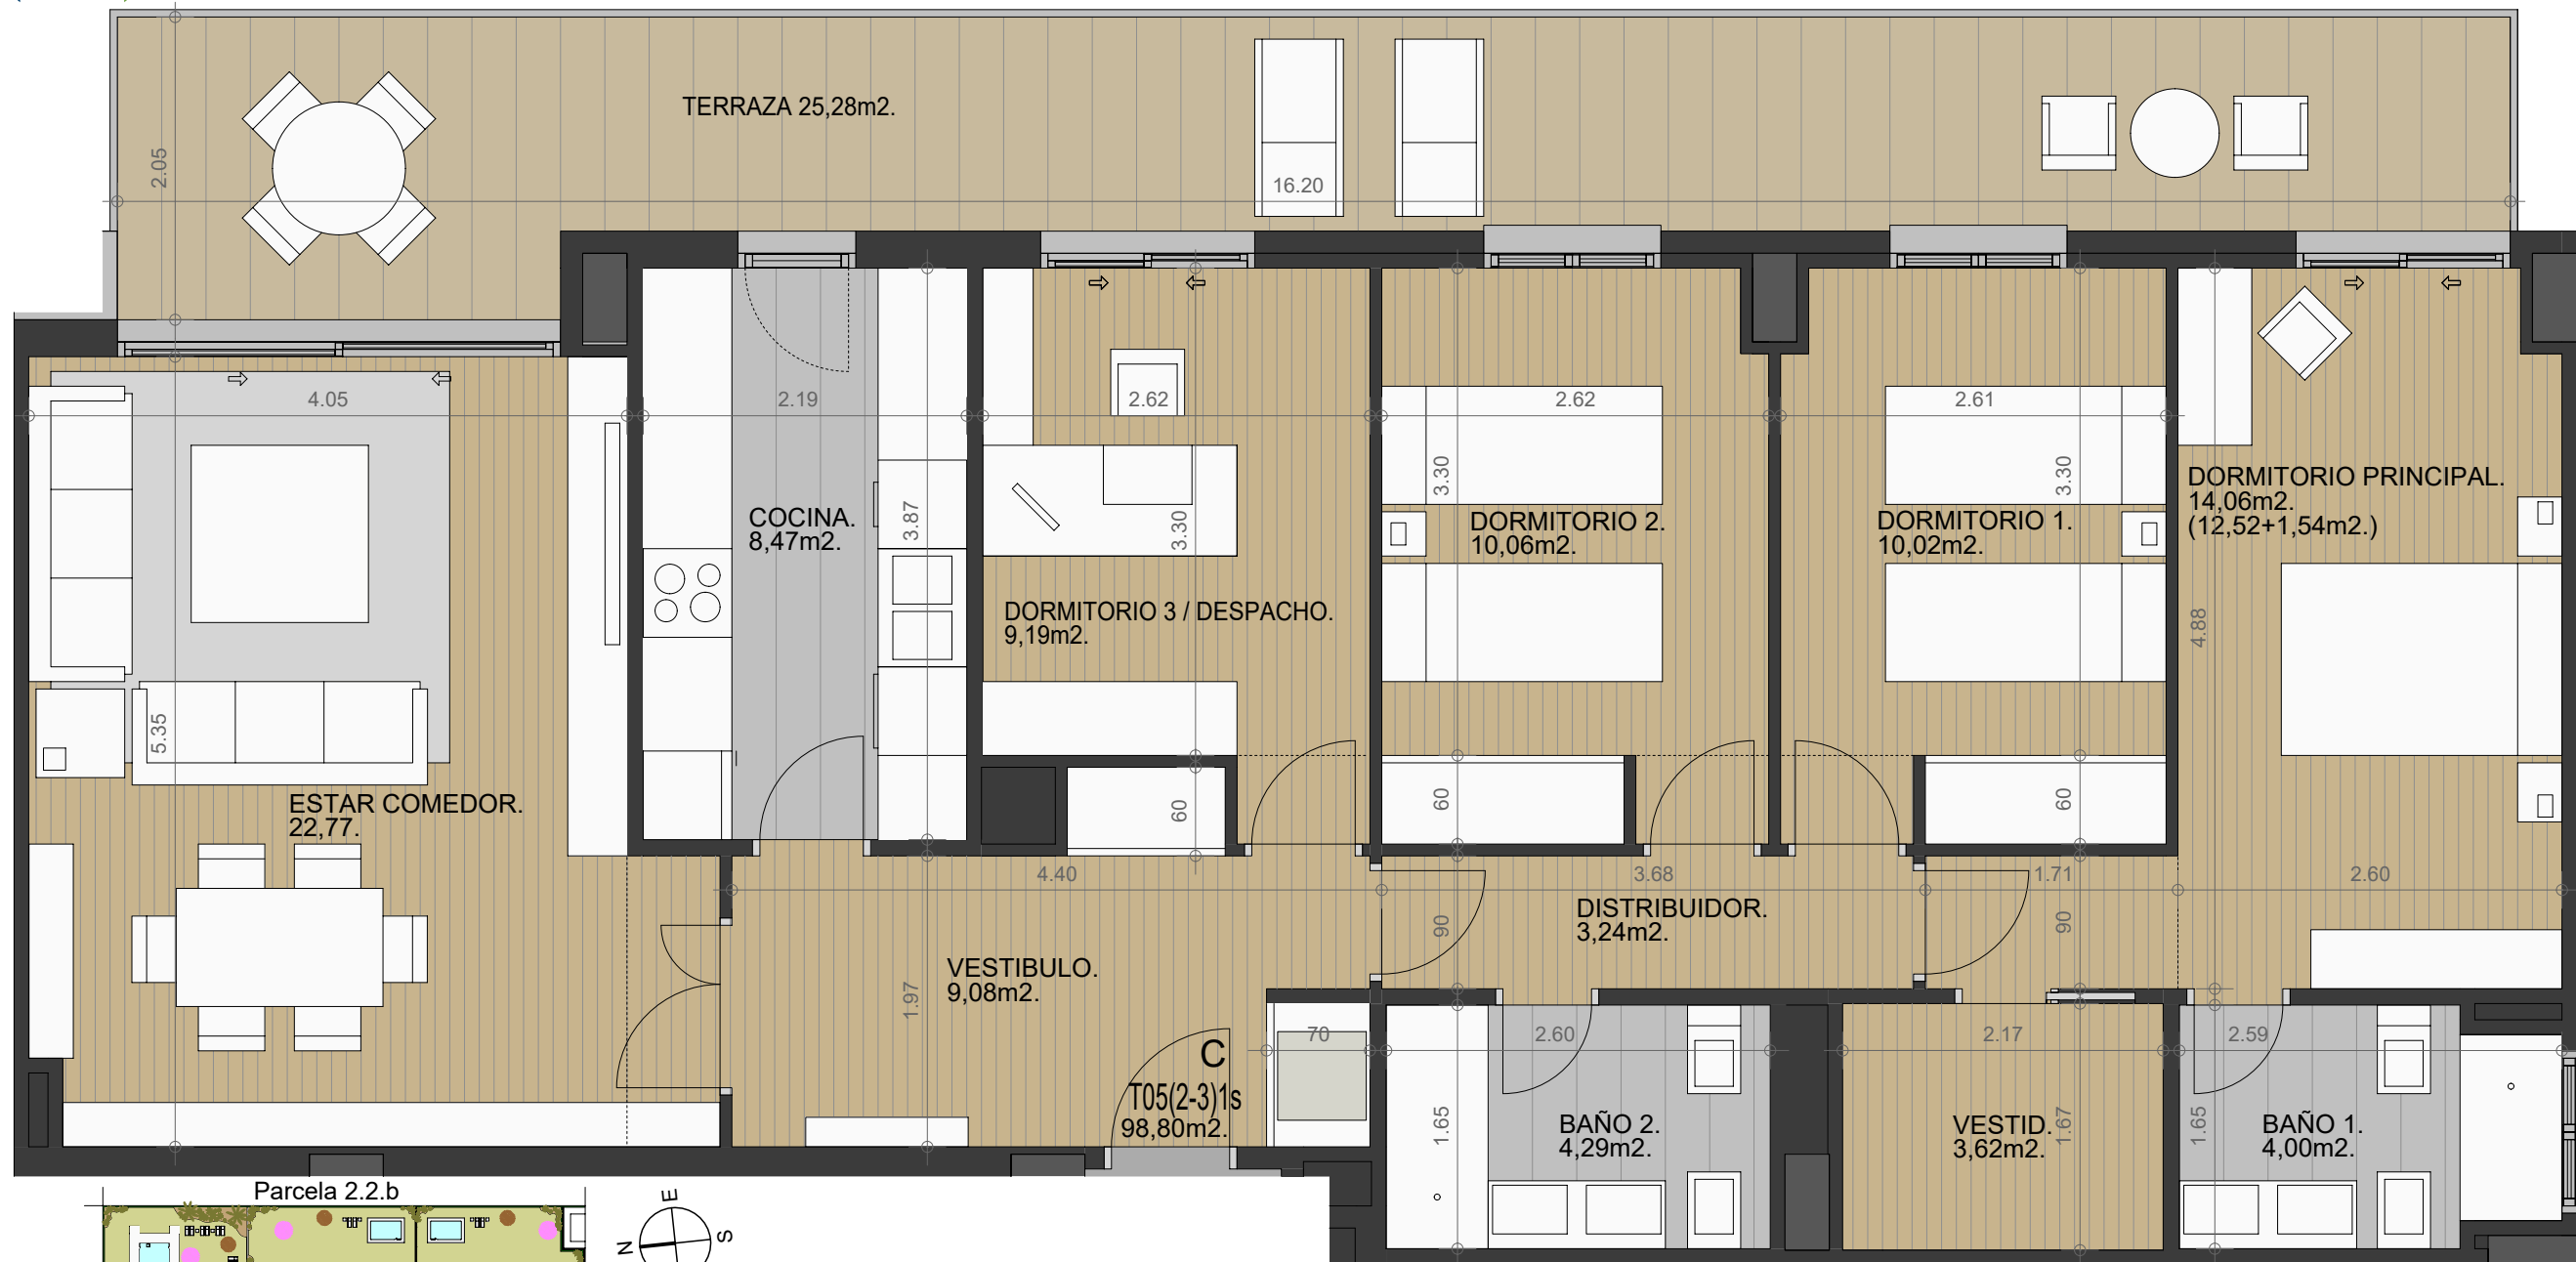 TERRAZA 25,28m2.
2.05
16.20
4.05
2.19
2.62
2.62
2.61
3.30
3.30
DORMITORIO PRINCIPAL.
14,06m2.
(12,52+1,54m2.)
COCINA.
8,47m2.
3.87
3.30
DORMITORIO 2.
10,06m2.
DORMITORIO 1.
10,02m2.
DORMITORIO 3 / DESPACHO.
9,19m2.
4.88
5.35
ESTAR COMEDOR.
22,77.
60
60
60
4.40
3.68
1.71
2.60
DISTRIBUIDOR.
3,24m2.
90
90
VESTIBULO.
9,08m2.
1.97
70
2.60
2.17
2.59
C
T05(2-3)1s
98,80m2.
1.65
BAÑO 2.
4,29m2.
VESTID.
3,62m2.
1.67
1.65
BAÑO 1.
4,00m2.
Parcela 2.2.b
E
N
S